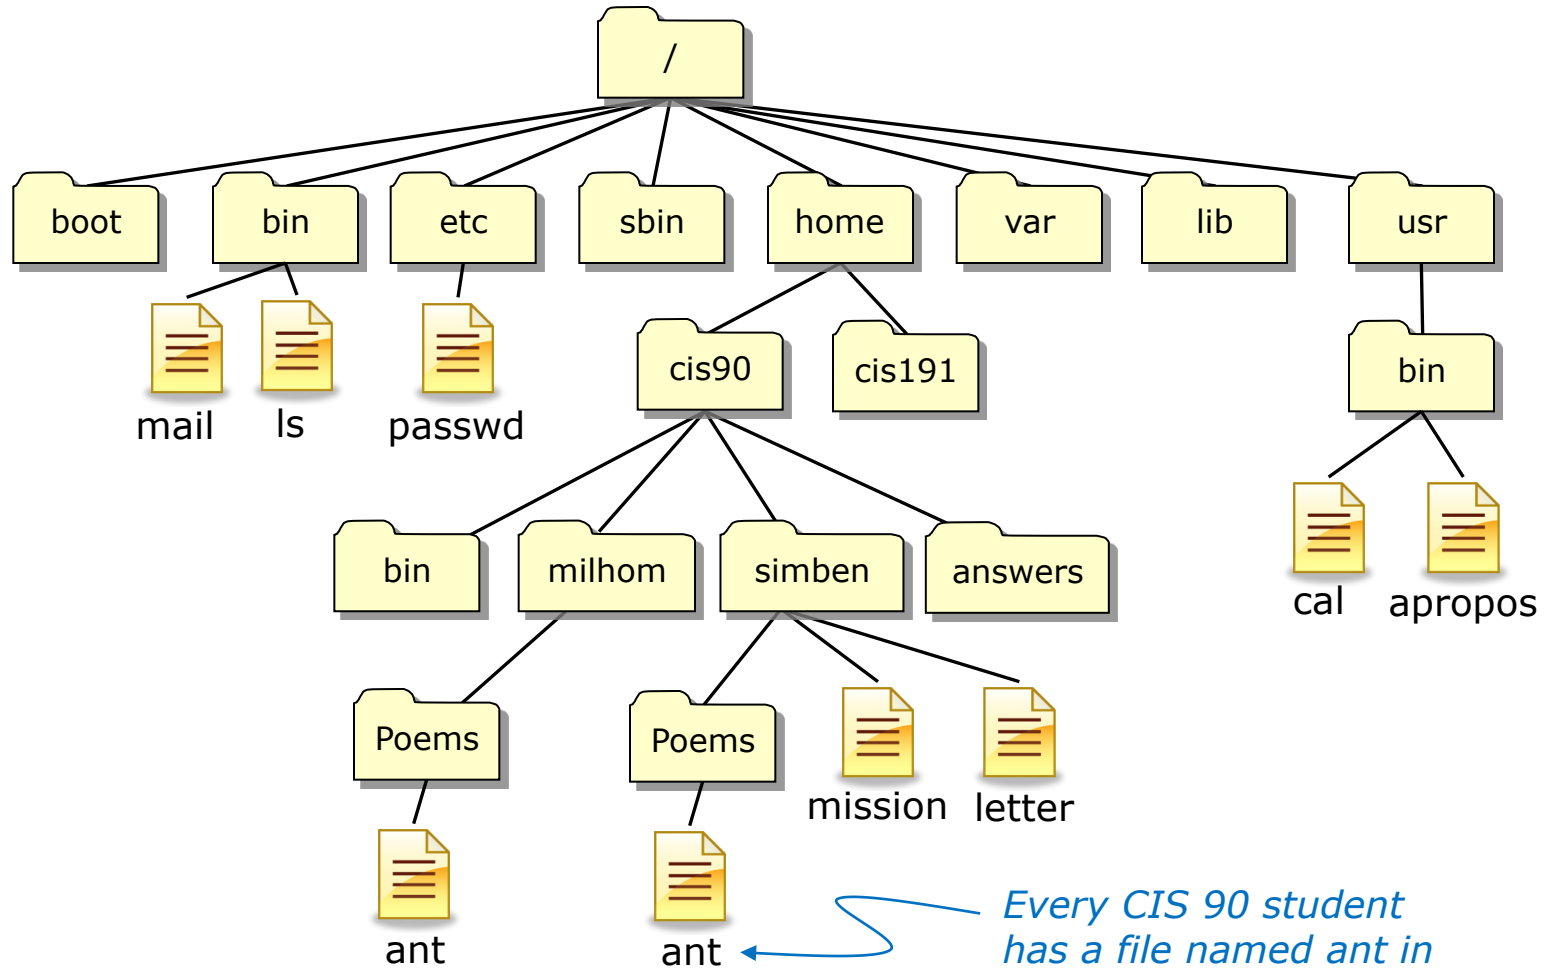 /
boot bin etc sbin home var lib usr
mail ls passwd
cis90 cis191 bin
bin milhom simben answers
cal apropos
Poems Poems
mission letter
ant ant
Every CIS 90 student
has a file named ant in